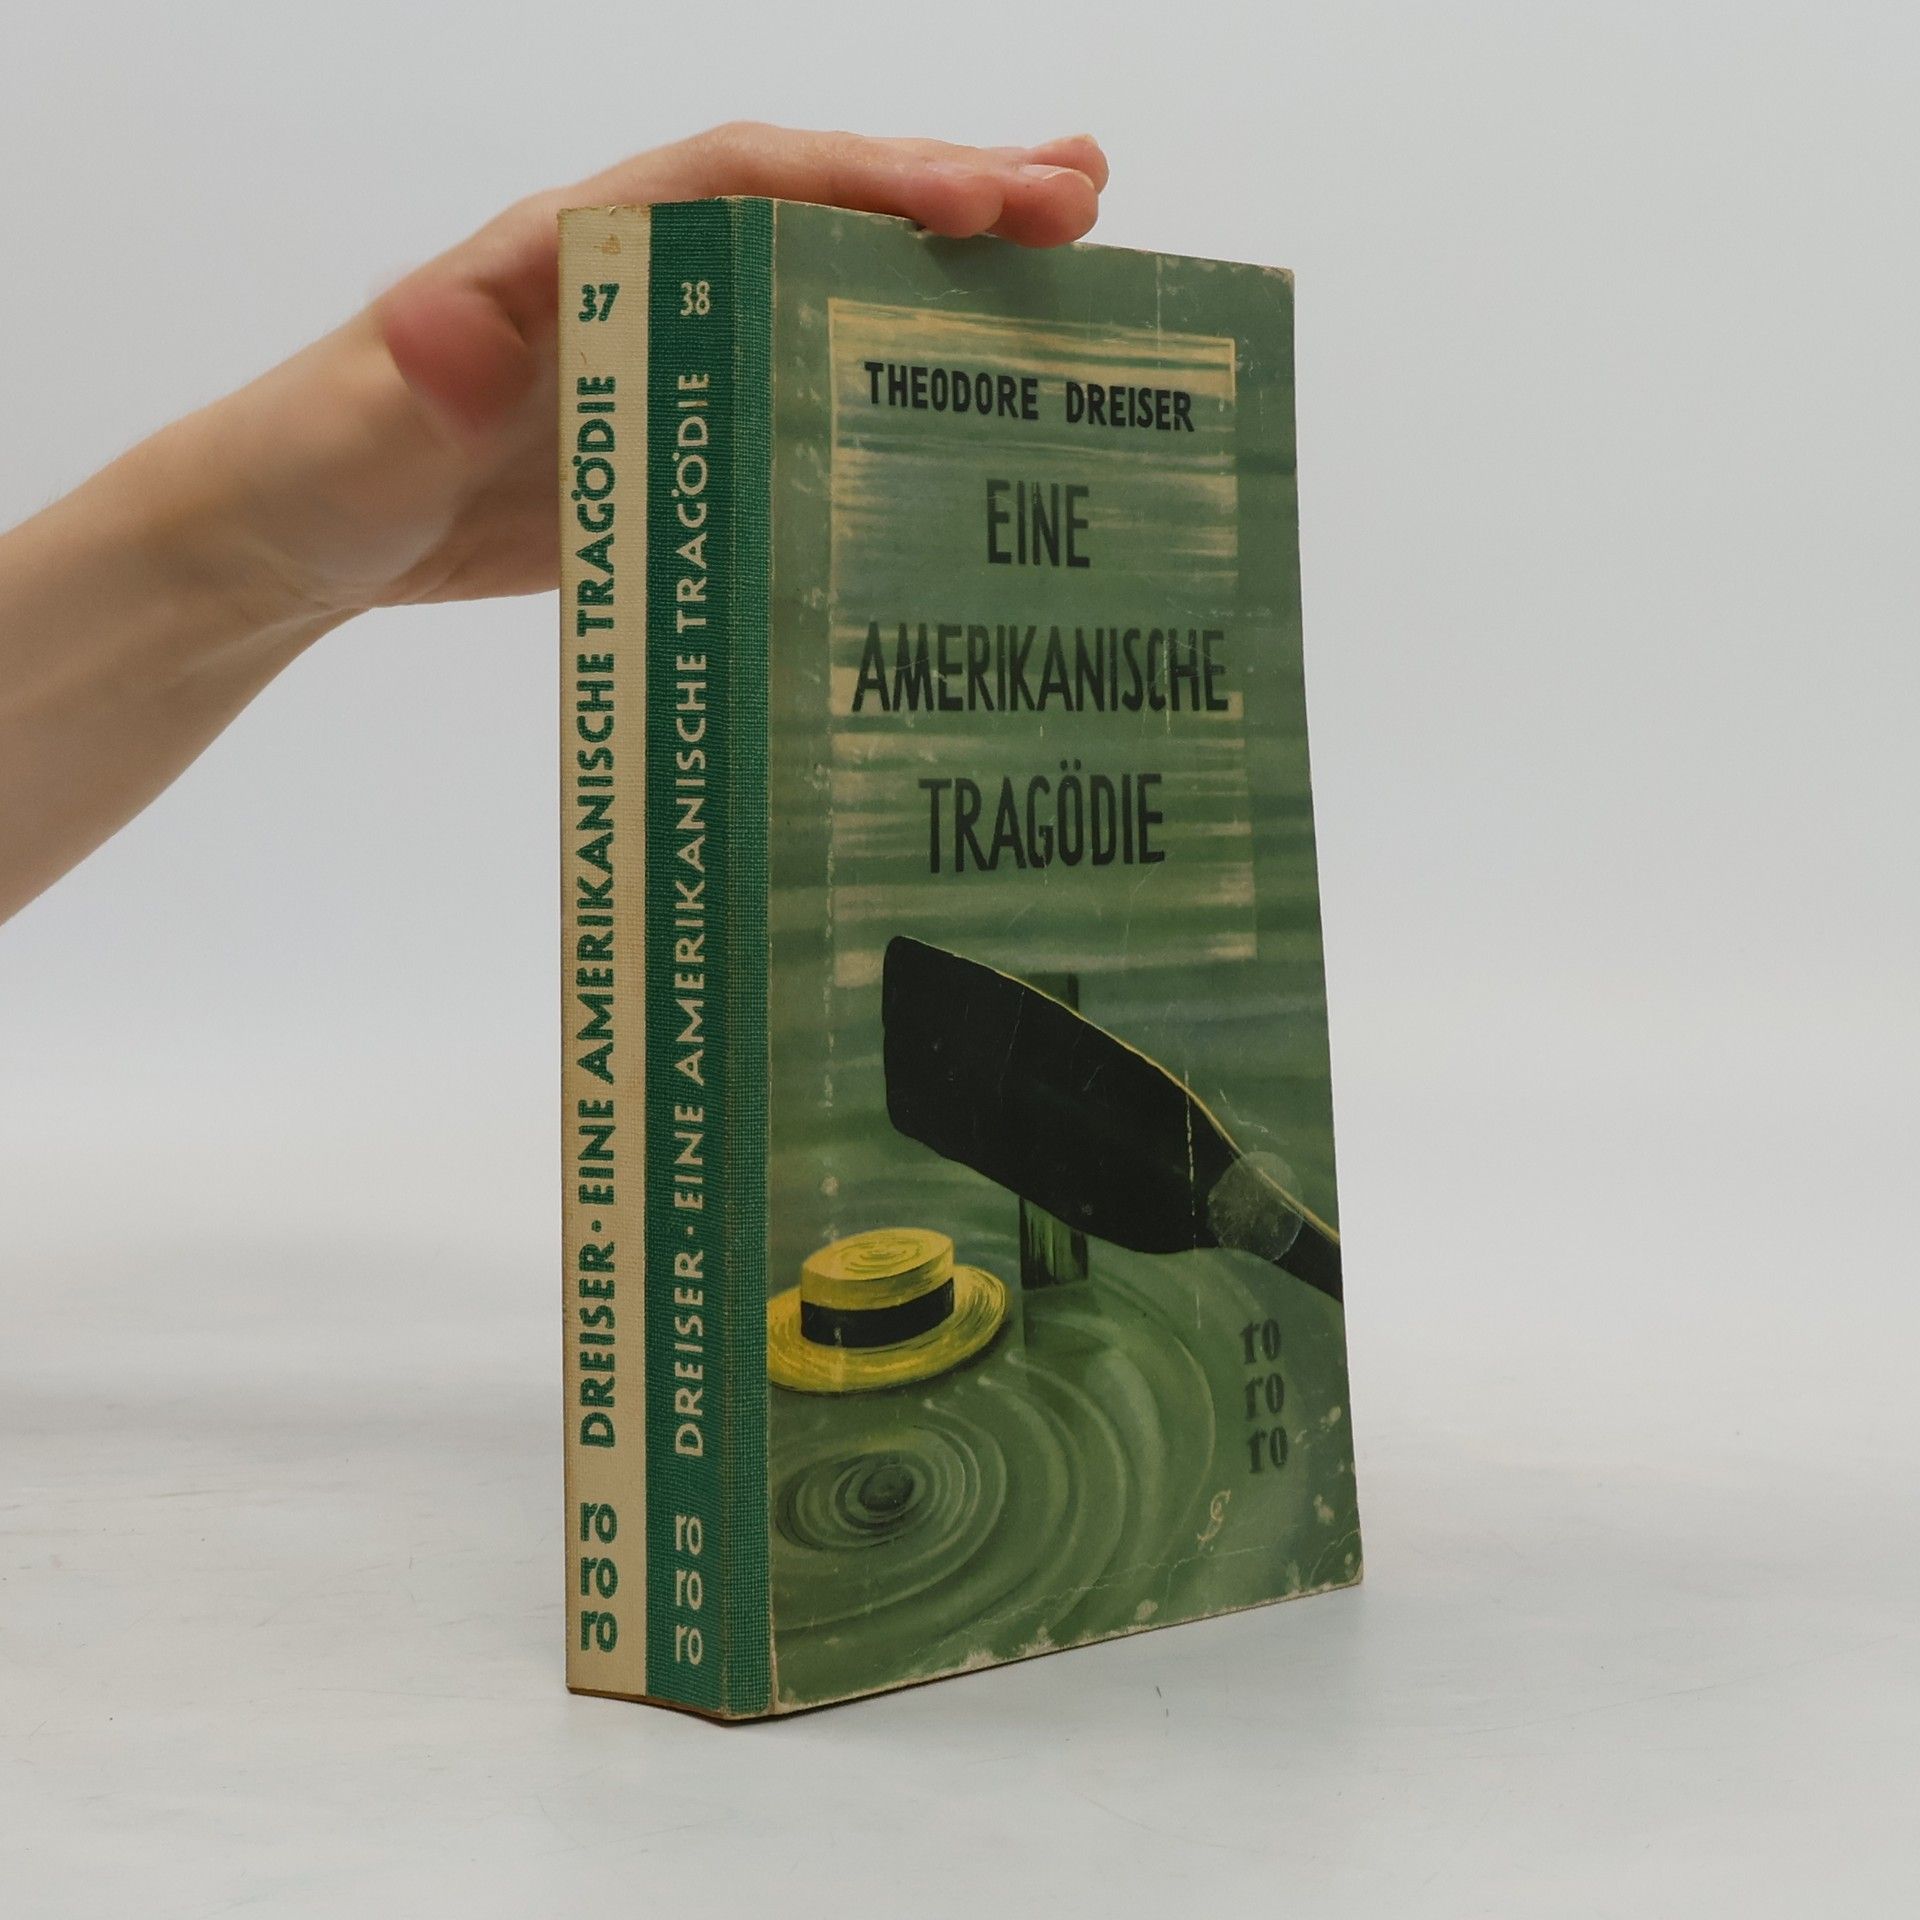 37
DREISER · EINE AMERIKANISCHE TRAGÖDIE
ro
ro
ro
38
DREISER · EINE AMERIKANISCHE TRAGÖDIE
ro
ro
ro
THEODORE DREISER
EINE
AMERIKANISCHE
TRAGÖDIE
ro
ro
ro